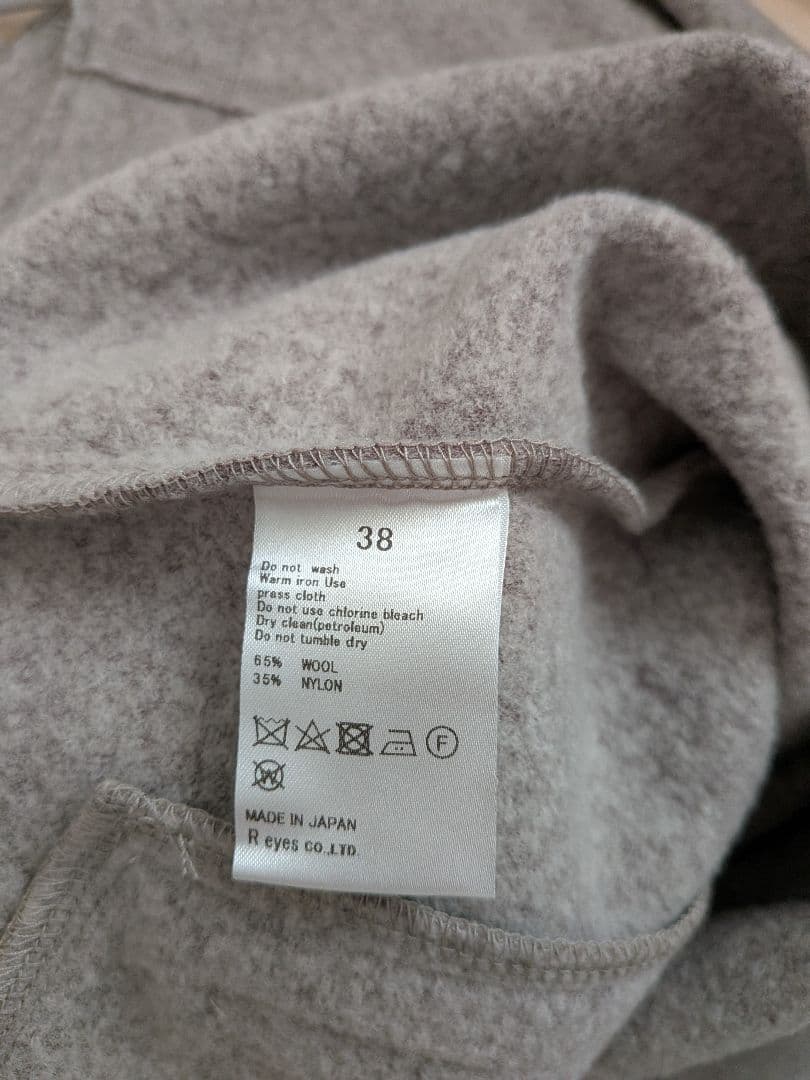 38
Do not wash
Warm iron Use
press cloth
Do not use chlorine bleach
Dry clean(petroleum)
Do not tumble dry
65% WOOL
35% NYLON
F
W
MADE IN JAPAN
R eyes CO.,LTD.